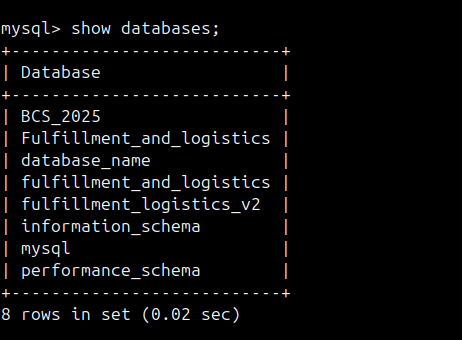 mysql> show databases;
+---------------------------+
| Database                  |
+---------------------------+
| BCS_2025                  |
| Fulfillment_and_logistics |
| database_name             |
| fulfillment_and_logistics |
| fulfillment_logistics_v2  |
| information_schema        |
| mysql                     |
| performance_schema        |
+---------------------------+
8 rows in set (0.02 sec)